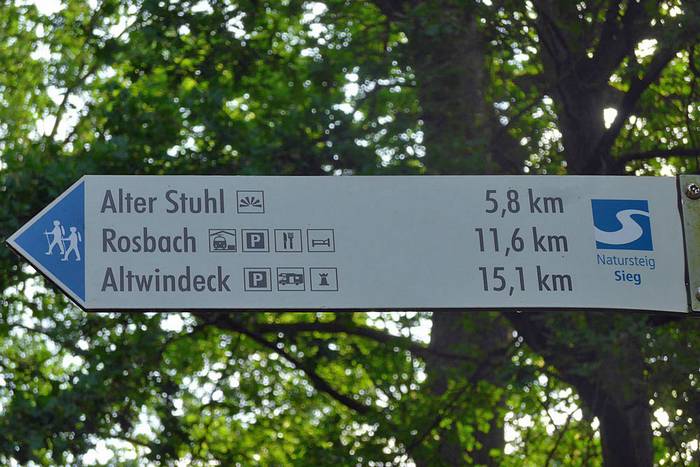 Alter Stuhl 5,8 km
Rosbach P 11,6 km
Altwindeck P 15,1 km
Natursteig
Sieg